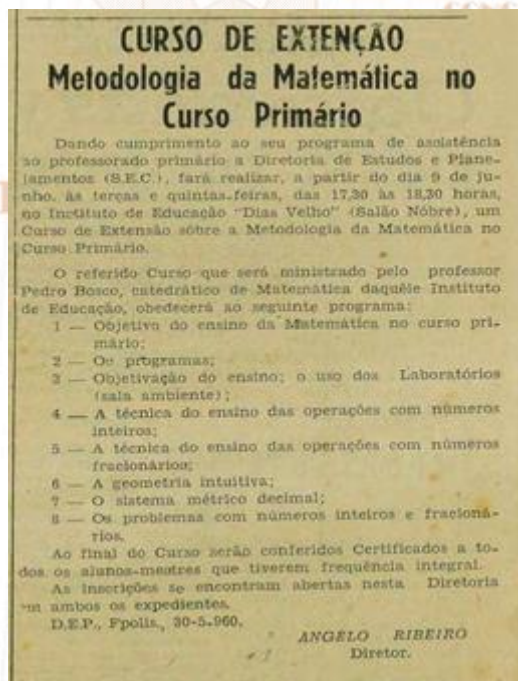 CURSO DE EXTENÇÃO
Metodologia da Matemática no
Curso Primário
Dando cumprimento ao seu programa de assistência
ao professorado primário a Diretoria de Estudos e Plane-
jamentos (S.E.C.), fará realizar, a partir do dia 9 de ju-
nho, às terças e quintas-feiras, das 17,30 às 18,30 horas,
no Instituto de Educação "Dias Velho" (Salão Nóbre), um
Curso de Extensão sôbre a Metodologia da Matemática no
Curso Primário.
O referido Curso que será ministrado pelo professor
Pedro Bosco, catedrático de Matemática daquêle Instituto
de Educação, obedecerá ao seguinte programa:
1 — Objetivo do ensino da Matemática no curso pri-
mário;
2 — Os programas;
3 — Objetivação do ensino; o uso dos Laboratórios
(sala ambiente);
4 — A técnica do ensino das operações com números
inteiros;
5 — A técnica do ensino das operações com números
fracionários;
6 — A geometria intuitiva;
7 — O sistema métrico decimal;
8 — Os problemas com números inteiros e fracioná-
rios.
Ao final do Curso serão conferidos Certificados a to-
dos os alunos-mestres que tiverem frequência integral.
As inscrições se encontram abertas nesta Diretoria
em ambos os expedientes.
D.E.P., Fpolis., 30-5-960.
ANGELO RIBEIRO
Diretor.